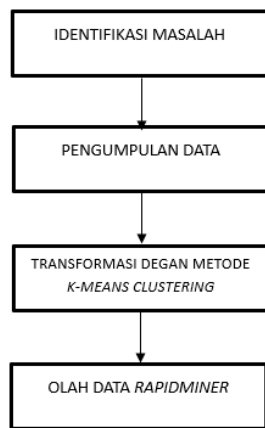 IDENTIFIKASI MASALAH
PENGUMPULAN DATA
TRANSFORMASI DEGAN METODE
K-MEANS CLUSTERING
OLAH DATA RAPIDMINER